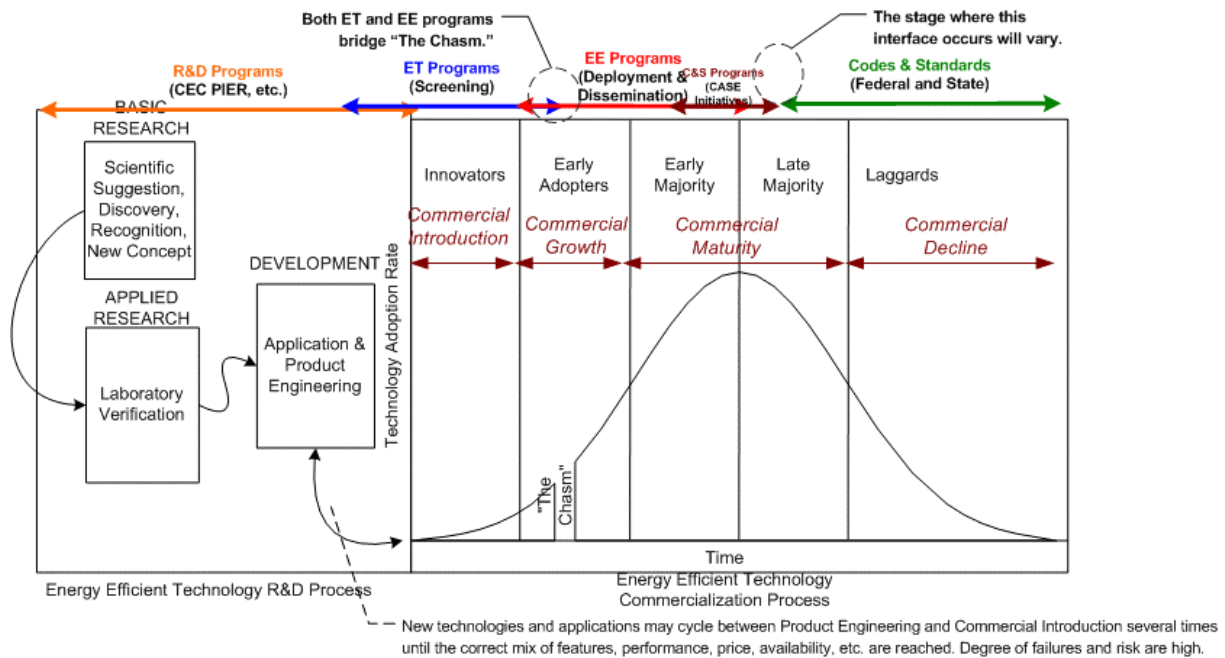 Both ET and EE programs
bridge “The Chasm.”
The stage where this
interface occurs will vary.
R&D Programs
(CEC PIER, etc.)
ET Programs
(Screening)
EE Programs
(Deployment &
Dissemination)
C&S Programs
(CASE
Initiatives)
Codes & Standards
(Federal and State)
BASIC
RESEARCH
Scientific
Suggestion,
Discovery,
Recognition,
New Concept
APPLIED
RESEARCH
Laboratory
Verification
DEVELOPMENT
Application &
Product
Engineering
Energy Efficient Technology R&D Process
Technology Adoption Rate
Innovators
Early
Adopters
Early
Majority
Late
Majority
Laggards
Commercial
Introduction
Commercial
Growth
Commercial
Maturity
Commercial
Decline
"The
Chasm"
Time
Energy Efficient Technology
Commercialization Process
New technologies and applications may cycle between Product Engineering and Commercial Introduction several times
until the correct mix of features, performance, price, availability, etc. are reached. Degree of failures and risk are high.